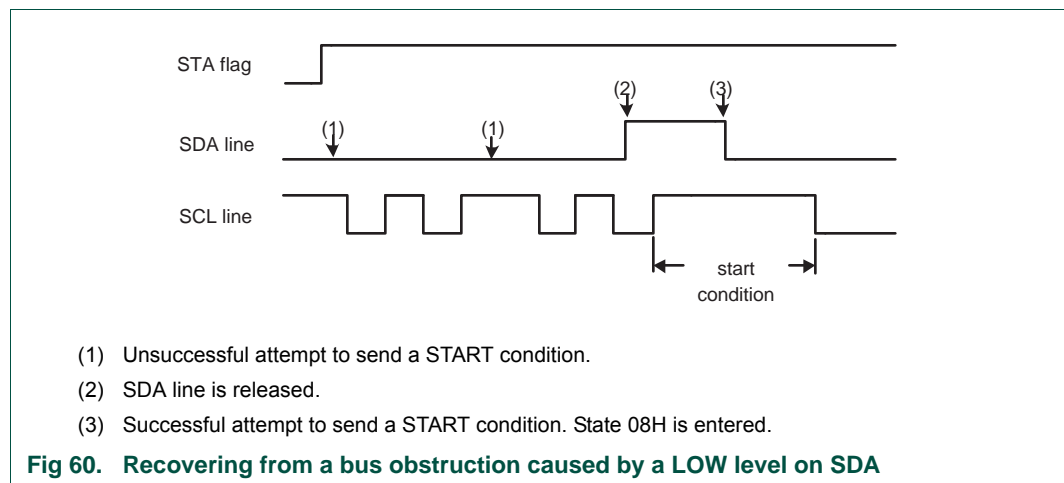 STA flag
(2) (3)
(1) (1)
SDA line
SCL line
start
condition
(1) Unsuccessful attempt to send a START condition.
(2) SDA line is released.
(3) Successful attempt to send a START condition. State 08H is entered.
Fig 60. Recovering from a bus obstruction caused by a LOW level on SDA